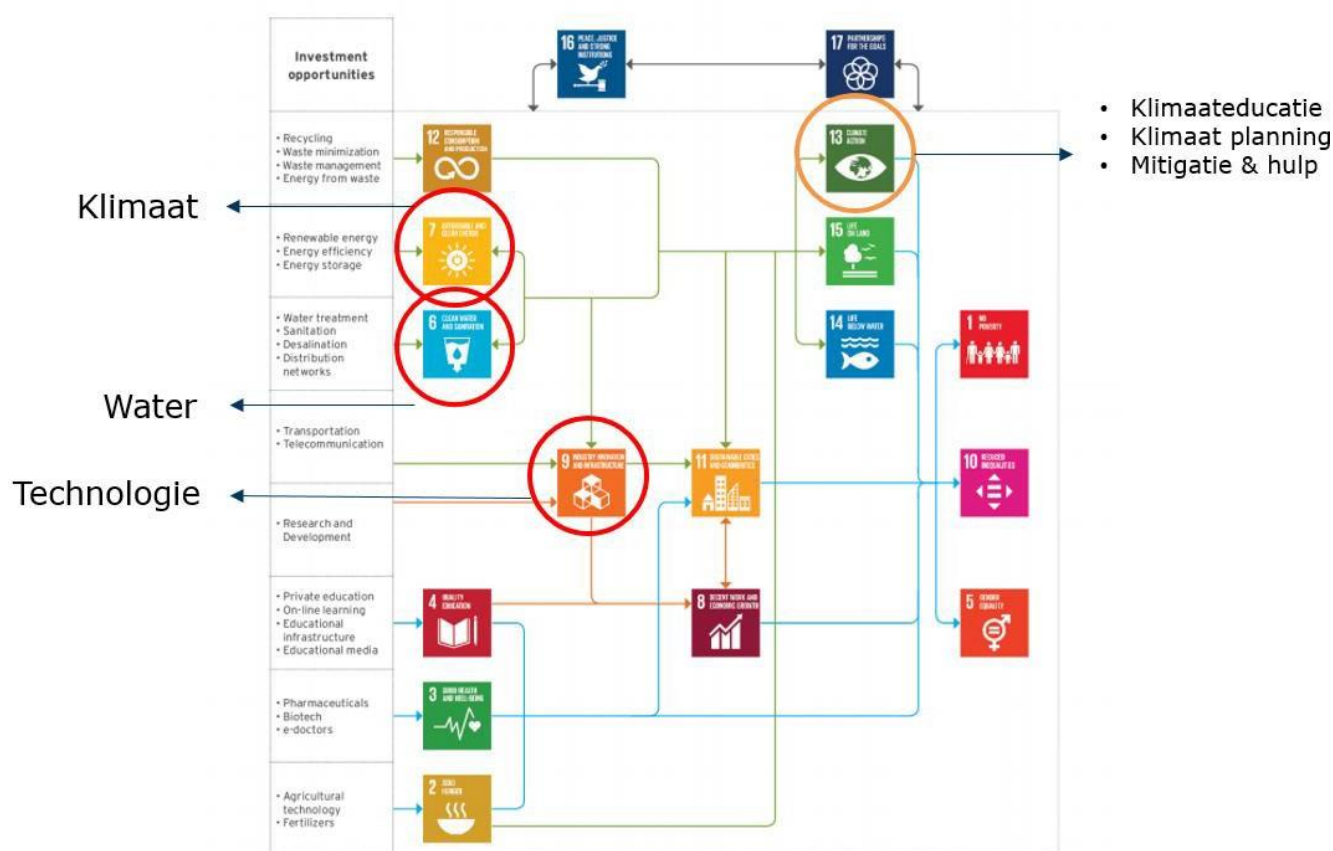 Investment
opportunities
16 PEACE, JUSTICE
AND STRONG
INSTITUTIONS
17 PARTNERSHIPS
FOR THE GOALS
• Recycling
• Waste minimization
• Waste management
• Energy from waste
12 RESPONSIBLE
CONSUMPTION
AND PRODUCTION
13 CLIMATE
ACTION
• Klimaateducatie
• Klimaat planning
• Mitigatie & hulp
Klimaat
• Renewable energy
• Energy efficiency
• Energy storage
7 AFFORDABLE AND
CLEAN ENERGY
15 LIFE
ON LAND
• Water treatment
• Sanitation
• Desalination
• Distribution
networks
6 CLEAN WATER
AND SANITATION
14 LIFE
BELOW WATER
1 NO
POVERTY
Water
• Transportation
• Telecommunication
9 INDUSTRY, INNOVATION
AND INFRASTRUCTURE
11 SUSTAINABLE CITIES
AND COMMUNITIES
10 REDUCED
INEQUALITIES
Technologie
• Research and
Development
• Private education
• On-line learning
• Educational
infrastructure
• Educational media
4 QUALITY
EDUCATION
8 DECENT WORK AND
ECONOMIC GROWTH
5 GENDER
EQUALITY
• Pharmaceuticals
• Biotech
• e-doctors
3 GOOD HEALTH
AND WELL-BEING
• Agricultural
technology
• Fertilizers
2 ZERO
HUNGER